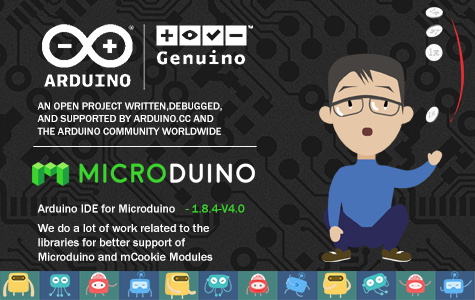 ARDUINO
Genuino
AN OPEN PROJECT WRITTEN,DEBUGGED,
AND SUPPORTED BY ARDUINO.CC AND
THE ARDUINO COMMUNITY WORLDWIDE
MICRODUINO
Arduino IDE for Microduino - 1.8.4-V4.0
We do a lot of work related to the
libraries for better support of
Microduino and mCookie Modules